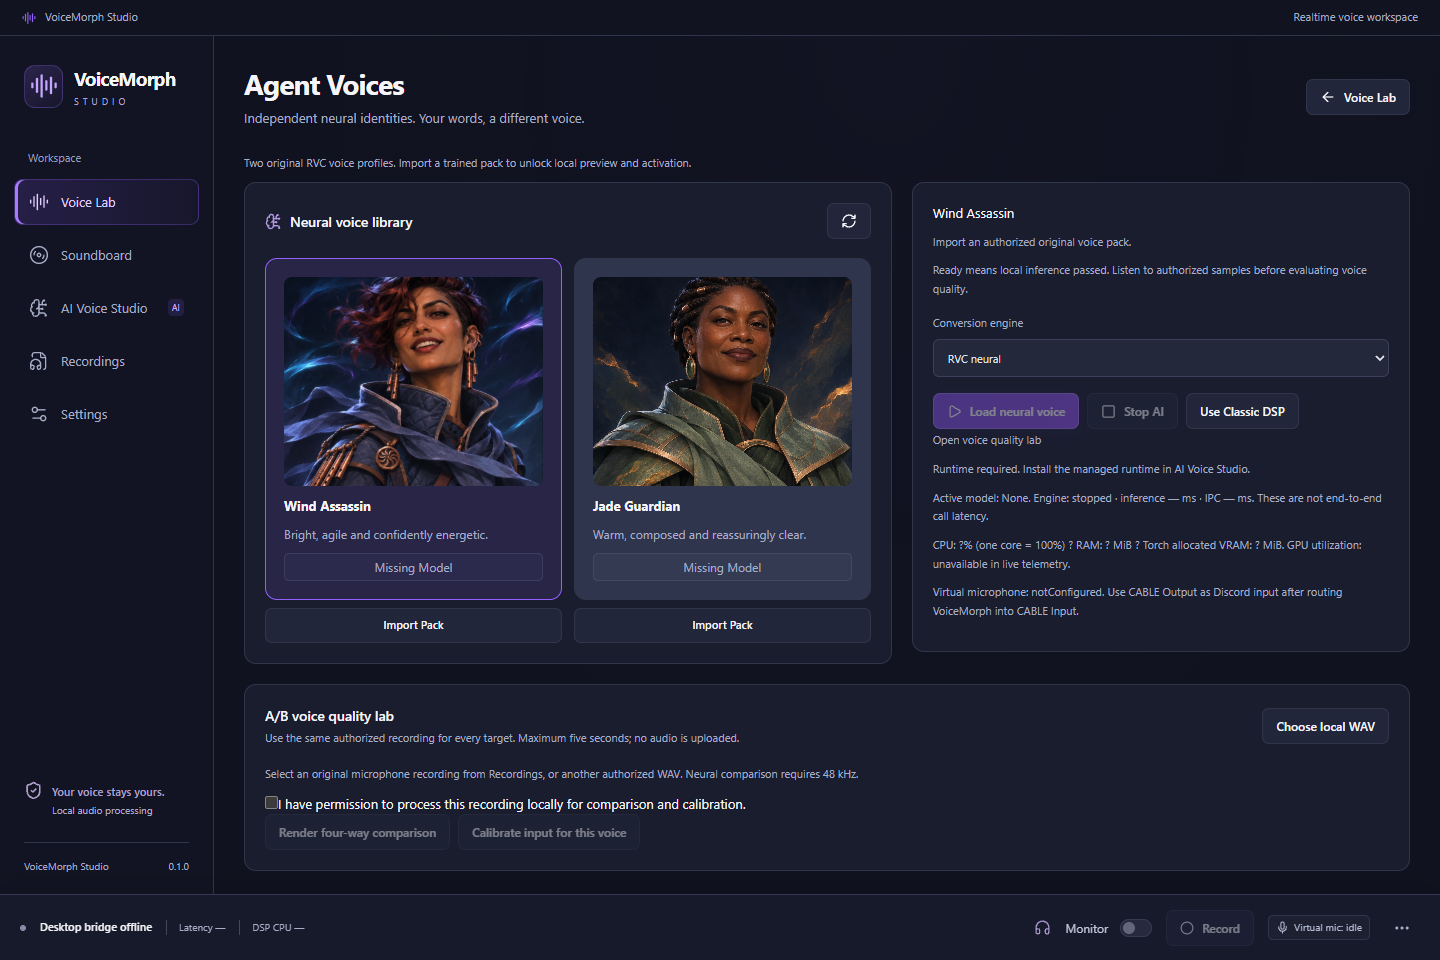 VoiceMorph Studio
Realtime voice workspace
VoiceMorph
STUDIO
Workspace
Voice Lab
Soundboard
AI Voice Studio
AI
Recordings
Settings
Your voice stays yours.
Local audio processing
VoiceMorph Studio
0.1.0
Agent Voices
Independent neural identities. Your words, a different voice.
Voice Lab
Two original RVC voice profiles. Import a trained pack to unlock local preview and activation.
Neural voice library
Wind Assassin
Bright, agile and confidently energetic.
Missing Model
Import Pack
Jade Guardian
Warm, composed and reassuringly clear.
Missing Model
Import Pack
Wind Assassin
Import an authorized original voice pack.
Ready means local inference passed. Listen to authorized samples before evaluating voice
quality.
Conversion engine
RVC neural
Load neural voice
Stop AI
Use Classic DSP
Open voice quality lab
Runtime required. Install the managed runtime in AI Voice Studio.
Active model: None. Engine: stopped · inference — ms · IPC — ms. These are not end-to-end
call latency.
CPU: ?% (one core = 100%) ? RAM: ? MiB ? Torch allocated VRAM: ? MiB. GPU utilization:
unavailable in live telemetry.
Virtual microphone: notConfigured. Use CABLE Output as Discord input after routing
VoiceMorph into CABLE Input.
A/B voice quality lab
Use the same authorized recording for every target. Maximum five seconds; no audio is uploaded.
Choose local WAV
Select an original microphone recording from Recordings, or another authorized WAV. Neural comparison requires 48 kHz.
I have permission to process this recording locally for comparison and calibration.
Render four-way comparison
Calibrate input for this voice
Desktop bridge offline
Latency —
DSP CPU —
Monitor
Record
Virtual mic: idle